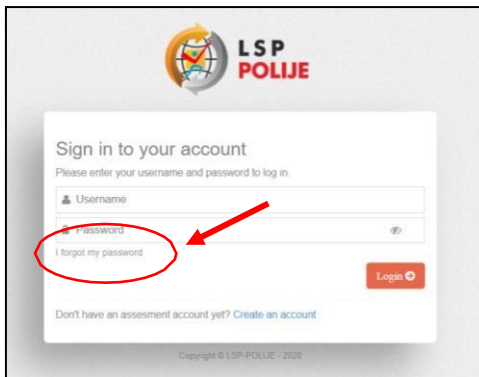 LSP
POLIJE
Sign in to your account
Please enter your username and password to log in.
Username
Password
I forgot my password
Login
Don't have an assesment account yet? Create an account
Copyright © LSP-POLIJE - 2020